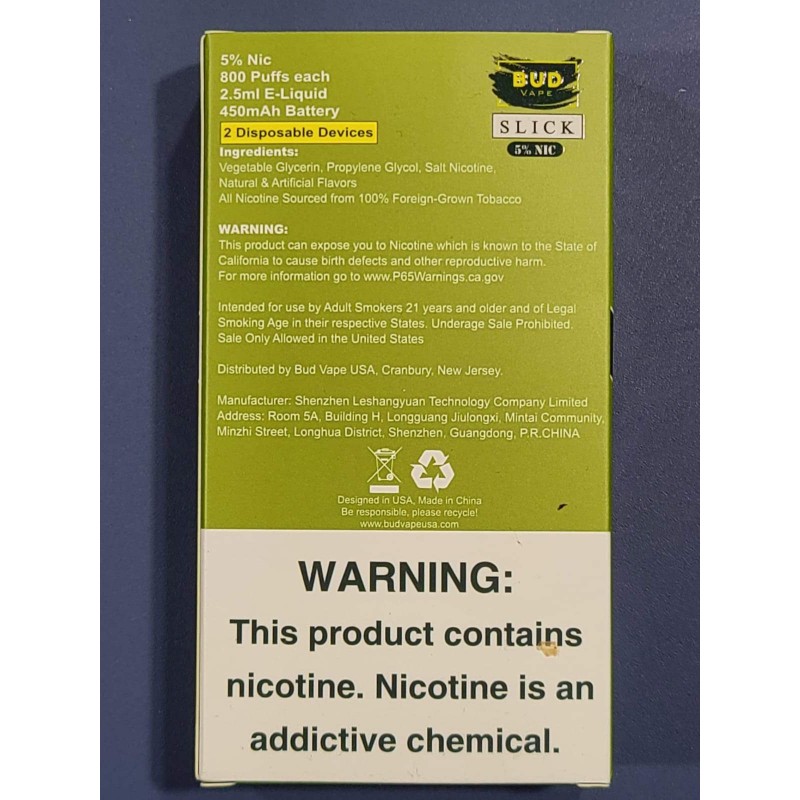 5% Nic
800 Puffs each
2.5ml E-Liquid
450mAh Battery
2 Disposable Devices
BUD
VAPE
SLICK
5% NIC
Ingredients:
Vegetable Glycerin, Propylene Glycol, Salt Nicotine,
Natural & Artificial Flavors
All Nicotine Sourced from 100% Foreign-Grown Tobacco
WARNING:
This product can expose you to Nicotine which is known to the State of
California to cause birth defects and other reproductive harm.
For more information go to www.P65Warnings.ca.gov
Intended for use by Adult Smokers 21 years and older and of Legal
Smoking Age in their respective States. Underage Sale Prohibited.
Sale Only Allowed in the United States
Distributed by Bud Vape USA, Cranbury, New Jersey.
Manufacturer: Shenzhen Leshangyuan Technology Company Limited
Address: Room 5A, Building H, Longguang Jiulongxi, Mintai Community,
Minzhi Street, Longhua District, Shenzhen, Guangdong, P.R.CHINA
Designed in USA, Made in China
Be responsible, please recycle!
www.budvapeusa.com
WARNING:
This product contains
nicotine. Nicotine is an
addictive chemical.